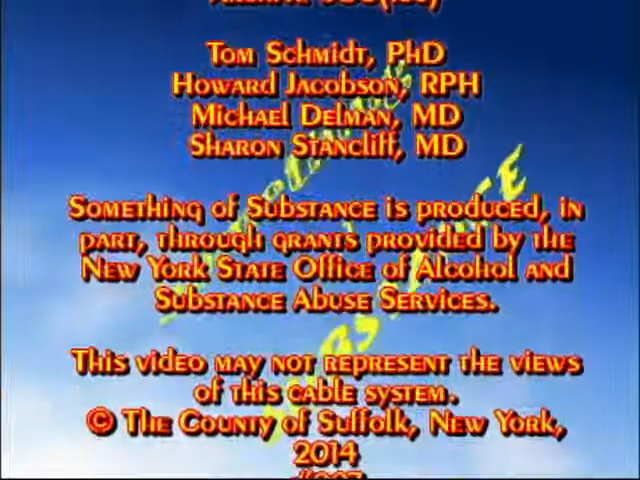 Tom Schmidt, PhD
Howard Jacobson, RPH
Michael Delman, MD
Sharon Stancliff, MD
Something of Substance is produced, in
part, through grants provided by the
New York State Office of Alcohol and
Substance Abuse Services.
This video may not represent the views
of this cable system.
© The County of Suffolk, New York,
2014